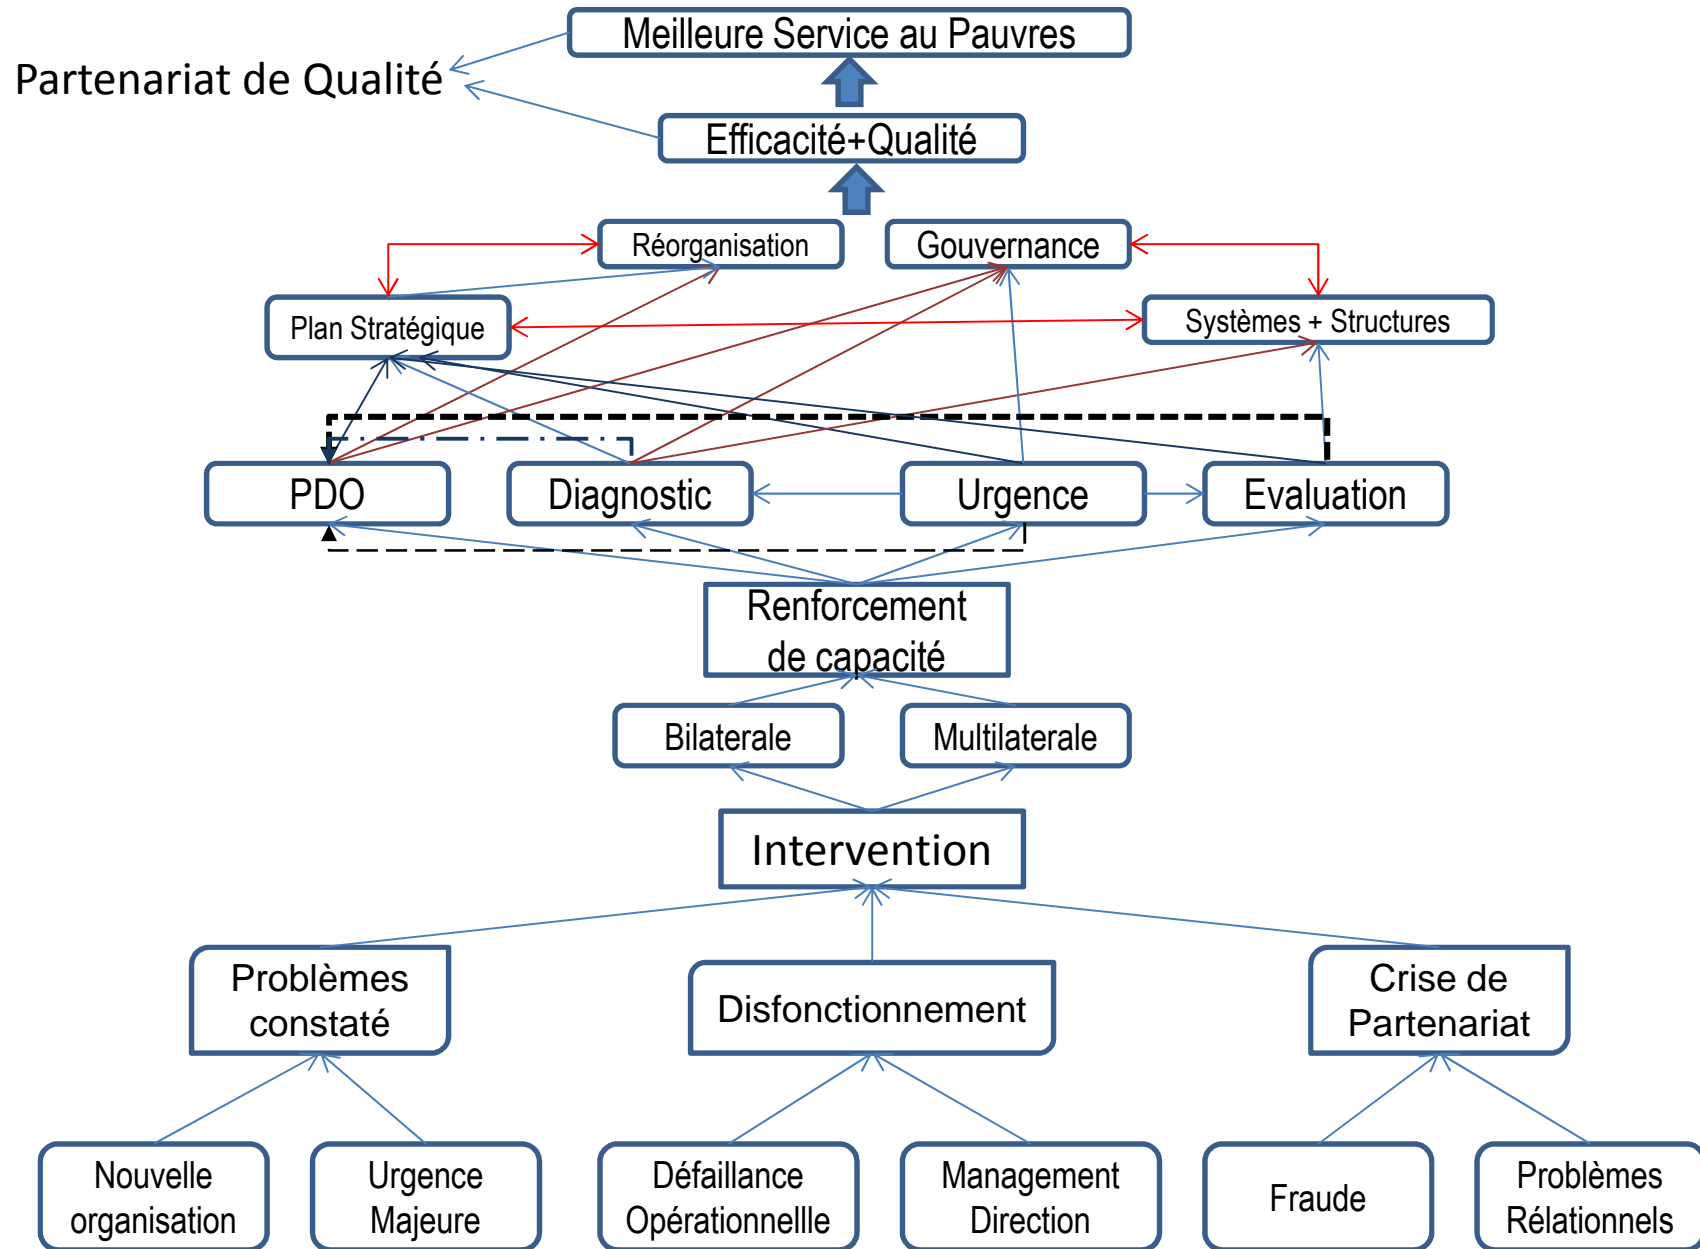 Meilleure Service au Pauvres
Partenariat de Qualité
Efficacité+Qualité
Réorganisation
Gouvernance
Plan Stratégique
Systèmes + Structures
PDO
Diagnostic
Urgence
Evaluation
Renforcement
de capacité
Bilaterale
Multilaterale
Intervention
Problèmes
constaté
Disfonctionnement
Crise de
Partenariat
Nouvelle
organisation
Urgence
Majeure
Défaillance
Opérationnellle
Management
Direction
Fraude
Problèmes
Rélationnels